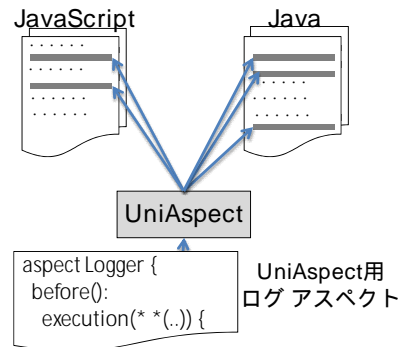 JavaScript
Java
UniAspect
aspect Logger {
before():
execution(* *(..)) {
UniAspect用
ログ アスペクト